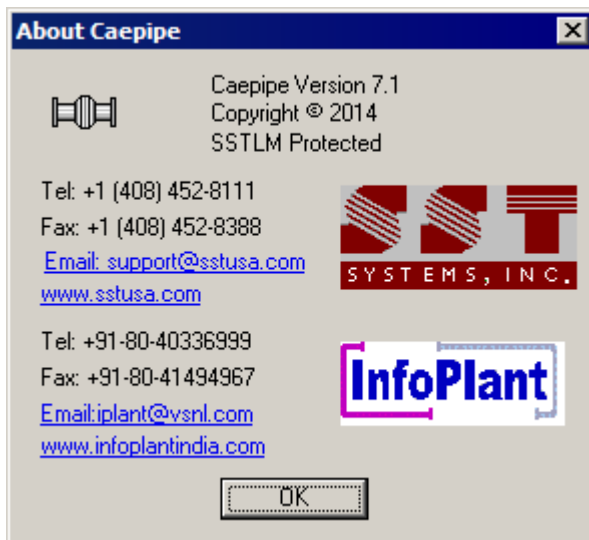 About Caepipe
Caepipe Version 7.1
Copyright © 2014
SSTLM Protected
Tel: +1 (408) 452-8111
Fax: +1 (408) 452-8388
Email: support@sstusa.com
www.sstusa.com
SST
SYSTEMS, INC.
Tel: +91-80-40336999
Fax: +91-80-41494967
Email:iplant@vsnl.com
www.infoplantindia.com
InfoPlant
OK